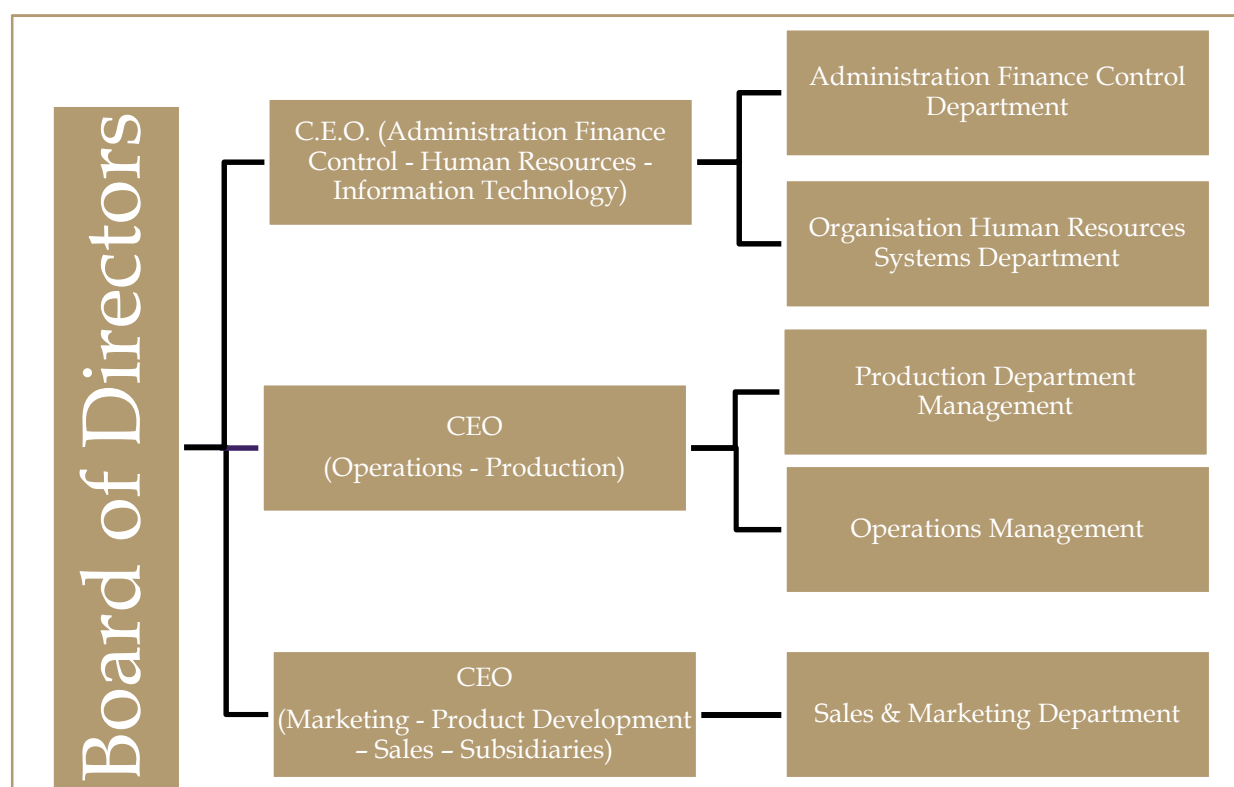 Board of Directors
C.E.O. (Administration Finance
Control - Human Resources -
Information Technology)
Administration Finance Control
Department
Organisation Human Resources
Systems Department
CEO
(Operations - Production)
Production Department
Management
Operations Management
CEO
(Marketing - Product Development
– Sales – Subsidiaries)
Sales & Marketing Department